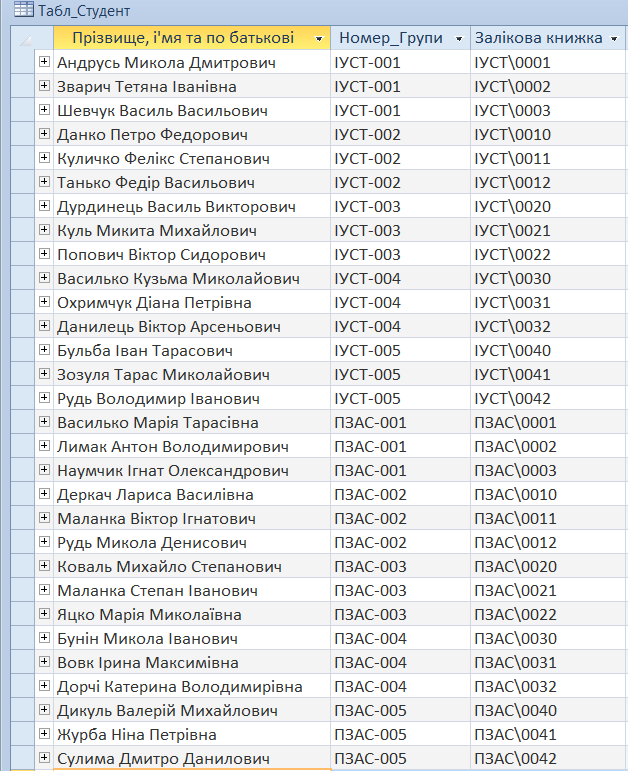 Табл_Студент
Прізвище, і'мя та по батькові Номер_Групи Залікова книжка
Андрусь Микола Дмитрович ІУСТ-001 ІУСТ\0001
Зварич Тетяна Іванівна ІУСТ-001 ІУСТ\0002
Шевчук Василь Васильович ІУСТ-001 ІУСТ\0003
Данко Петро Федорович ІУСТ-002 ІУСТ\0010
Куличко Фелікс Степанович ІУСТ-002 ІУСТ\0011
Танько Федір Васильович ІУСТ-002 ІУСТ\0012
Дурдинець Василь Викторович ІУСТ-003 ІУСТ\0020
Куль Микита Михайлович ІУСТ-003 ІУСТ\0021
Попович Віктор Сидорович ІУСТ-003 ІУСТ\0022
Василько Кузьма Миколайович ІУСТ-004 ІУСТ\0030
Охримчук Діана Петрівна ІУСТ-004 ІУСТ\0031
Данилець Віктор Арсеньович ІУСТ-004 ІУСТ\0032
Бульба Іван Тарасович ІУСТ-005 ІУСТ\0040
Зозуля Тарас Миколайович ІУСТ-005 ІУСТ\0041
Рудь Володимир Іванович ІУСТ-005 ІУСТ\0042
Василько Марія Тарасівна ПЗАС-001 ПЗАС\0001
Лимак Антон Володимирович ПЗАС-001 ПЗАС\0002
Наумчик Ігнат Олександрович ПЗАС-001 ПЗАС\0003
Деркач Лариса Василівна ПЗАС-002 ПЗАС\0010
Маланка Віктор Ігнатович ПЗАС-002 ПЗАС\0011
Рудь Микола Денисович ПЗАС-002 ПЗАС\0012
Коваль Михайло Степанович ПЗАС-003 ПЗАС\0020
Маланка Степан Іванович ПЗАС-003 ПЗАС\0021
Яцко Марія Миколаївна ПЗАС-003 ПЗАС\0022
Бунін Микола Іванович ПЗАС-004 ПЗАС\0030
Вовк Ірина Максимівна ПЗАС-004 ПЗАС\0031
Дорчі Катерина Володимирівна ПЗАС-004 ПЗАС\0032
Дикуль Валерій Михайлович ПЗАС-005 ПЗАС\0040
Журба Ніна Петрівна ПЗАС-005 ПЗАС\0041
Сулима Дмитро Данилович ПЗАС-005 ПЗАС\0042